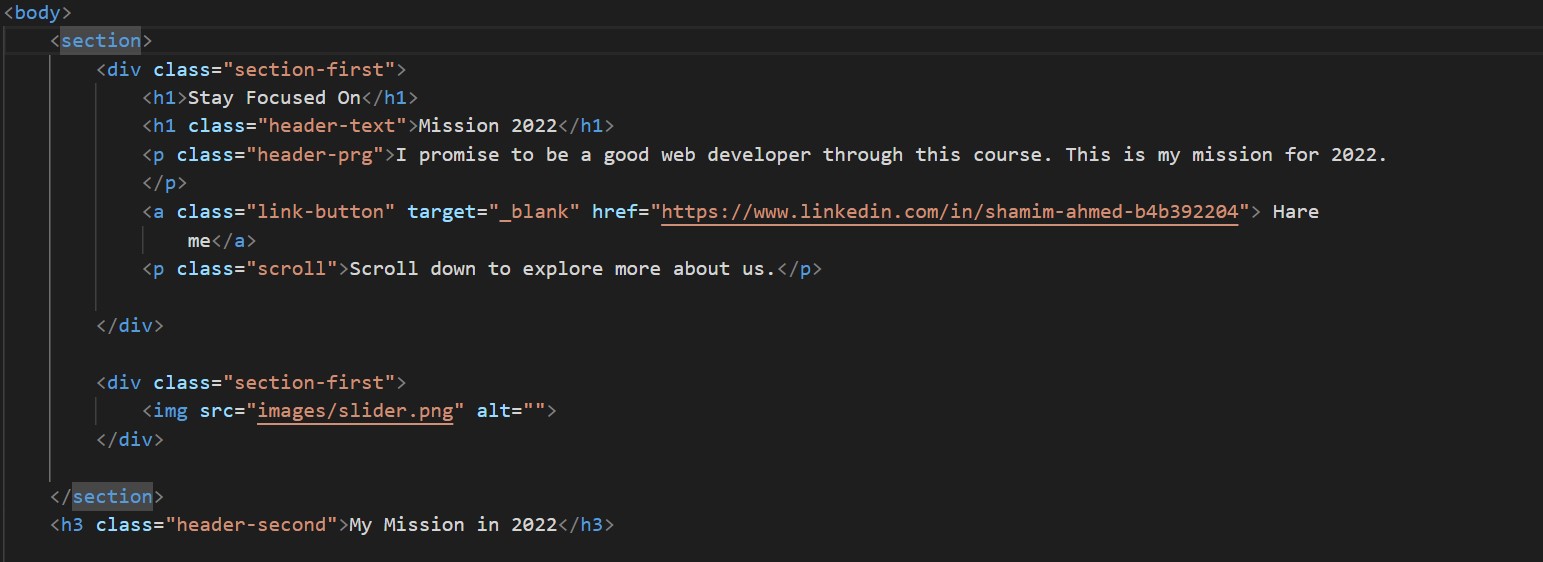 <body>
<section>
<div class="section-first">
<h1>Stay Focused On</h1>
<h1 class="header-text">Mission 2022</h1>
<p class="header-prg">I promise to be a good web developer through this course. This is my mission for 2022.
</p>
<a class="link-button" target="_blank" href="https://www.linkedin.com/in/shamim-ahmed-b4b392204"> Hare
me</a>
<p class="scroll">Scroll down to explore more about us.</p>
</div>
<div class="section-first">
<img src="images/slider.png" alt="">
</div>
</section>
<h3 class="header-second">My Mission in 2022</h3>